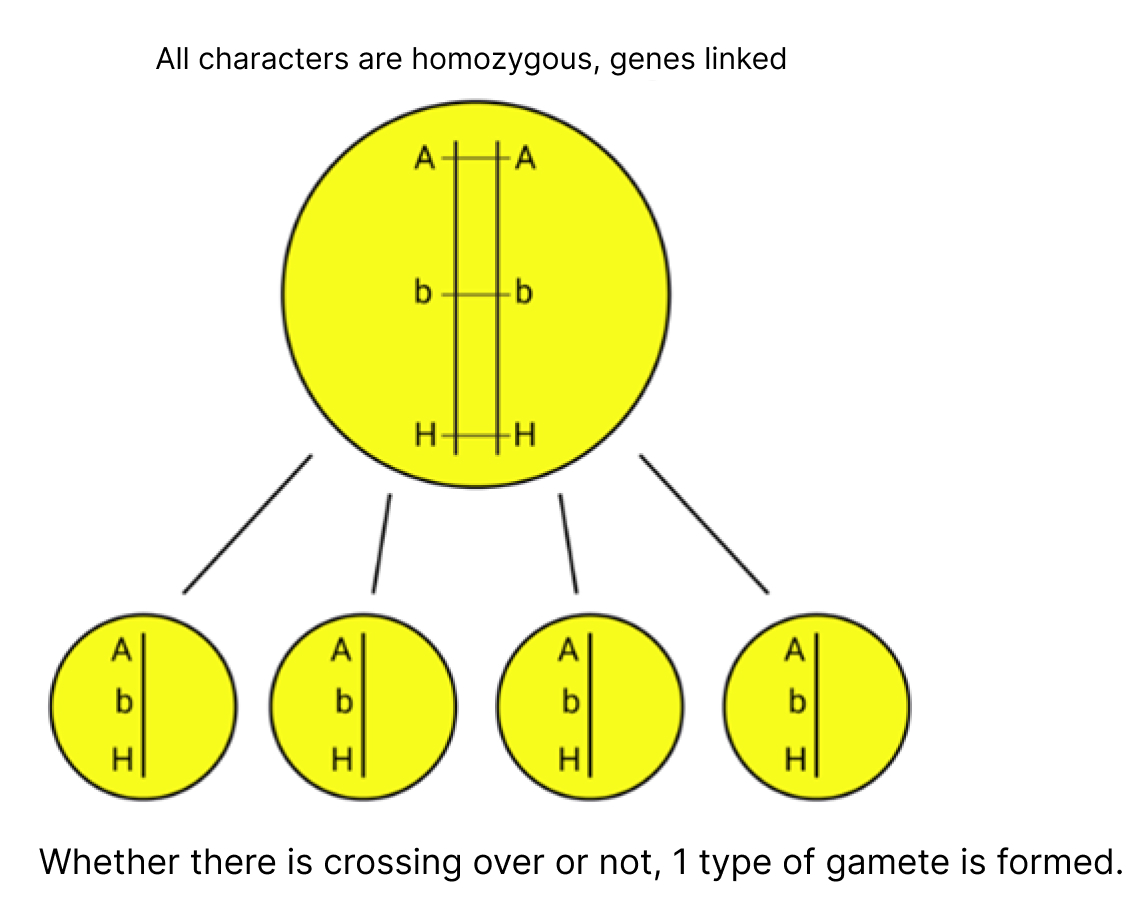 All characters are homozygous, genes linked
A A
b b
H H
A A A A
b b b b
H H H H
Whether there is crossing over or not, 1 type of gamete is formed.